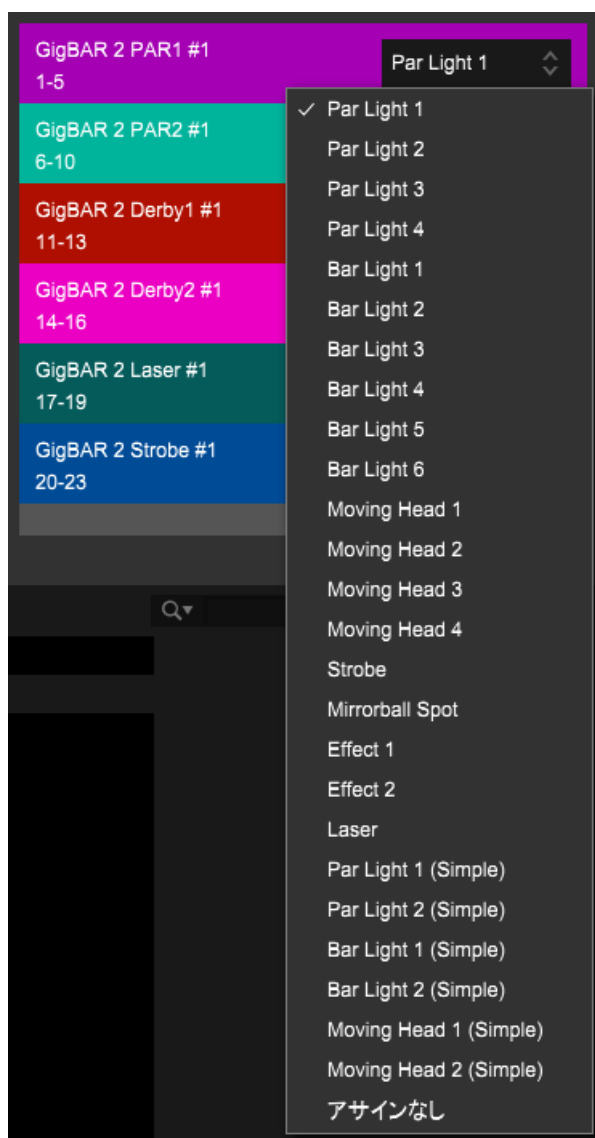 GigBAR 2 PAR1 #1
1-5
Par Light 1
GigBAR 2 PAR2 #1
6-10
GigBAR 2 Derby1 #1
11-13
GigBAR 2 Derby2 #1
14-16
GigBAR 2 Laser #1
17-19
GigBAR 2 Strobe #1
20-23
✓ Par Light 1
Par Light 2
Par Light 3
Par Light 4
Bar Light 1
Bar Light 2
Bar Light 3
Bar Light 4
Bar Light 5
Bar Light 6
Moving Head 1
Moving Head 2
Moving Head 3
Moving Head 4
Strobe
Mirrorball Spot
Effect 1
Effect 2
Laser
Par Light 1 (Simple)
Par Light 2 (Simple)
Bar Light 1 (Simple)
Bar Light 2 (Simple)
Moving Head 1 (Simple)
Moving Head 2 (Simple)
アサインなし